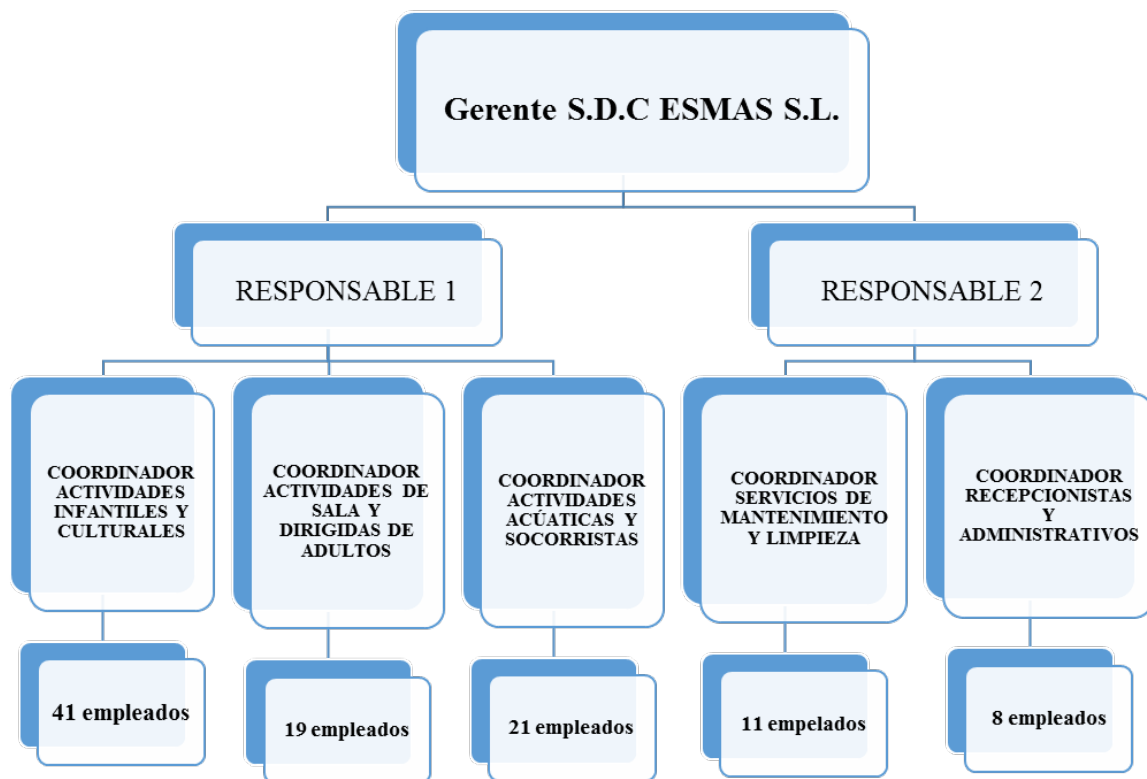 Gerente S.D.C ESMAS S.L.
RESPONSABLE 1
RESPONSABLE 2
COORDINADOR
ACTIVIDADES
INFANTILES Y
CULTURALES
COORDINADOR
ACTIVIDADES DE
SALA Y
DIRIGIDAS DE
ADULTOS
COORDINADOR
ACTIVIDADES
ACÚATICAS Y
SOCORRISTAS
COORDINADOR
SERVICIOS DE
MANTENIMIENTO
Y LIMPIEZA
COORDINADOR
RECEPCIONISTAS
Y
ADMINISTRATIVOS
41 empleados
19 empleados
21 empleados
11 empelados
8 empleados